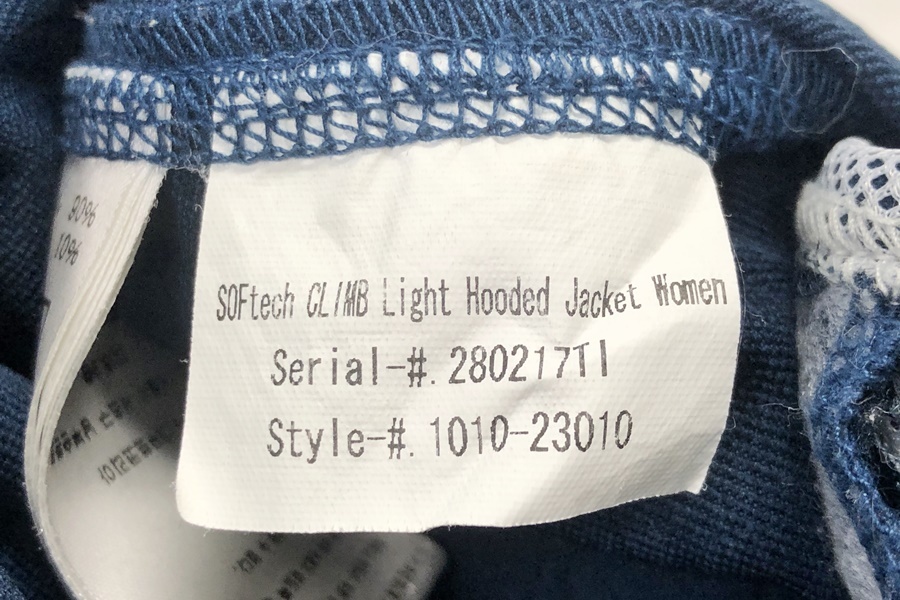 90%
10%
SOFtech CLIMB Light Hooded Jacket Women
Serial-#. 280217TI
Style-#. 1010-23010